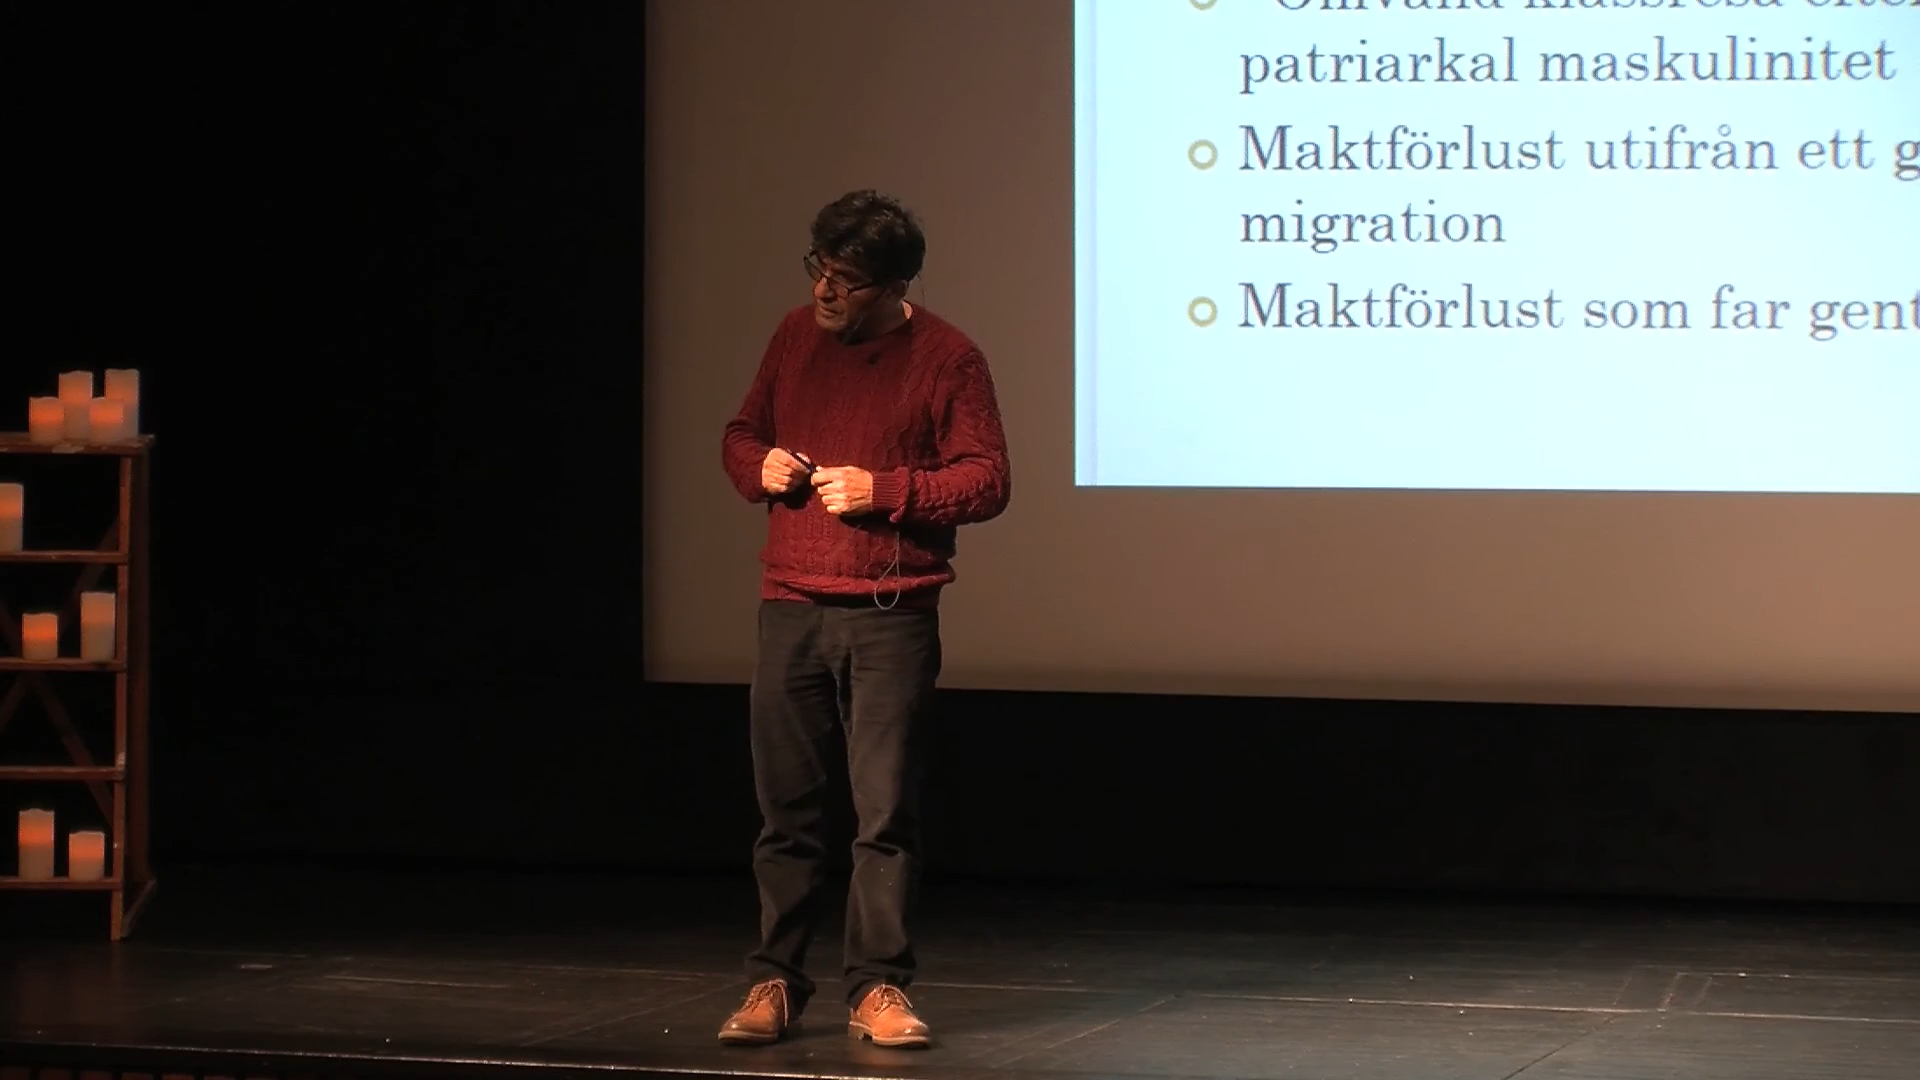 patriarkal maskulinitet
Maktförlust utifrån ett
migration
Maktförlust som far